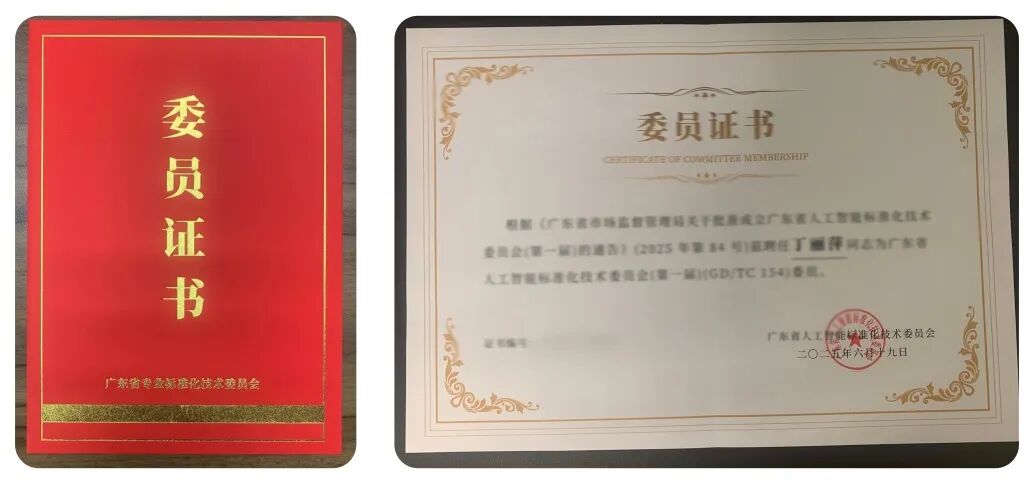 委员证书
广东省专业标准化技术委员会
委员证书
CERTIFICATE OF COMMITTEE MEMBERSHIP
根据《广东省市场监督管理局关于批准成立广东省人工智能标准化技术
委员会(第一届)的通告》(2025 年第 84 号)兹聘任丁丽萍同志为广东省
人工智能标准化技术委员会(第一届)(GD/TC 154)委员。
证书编号:
广东省人工智能标准化技术委员会
二〇二五年六月十九日